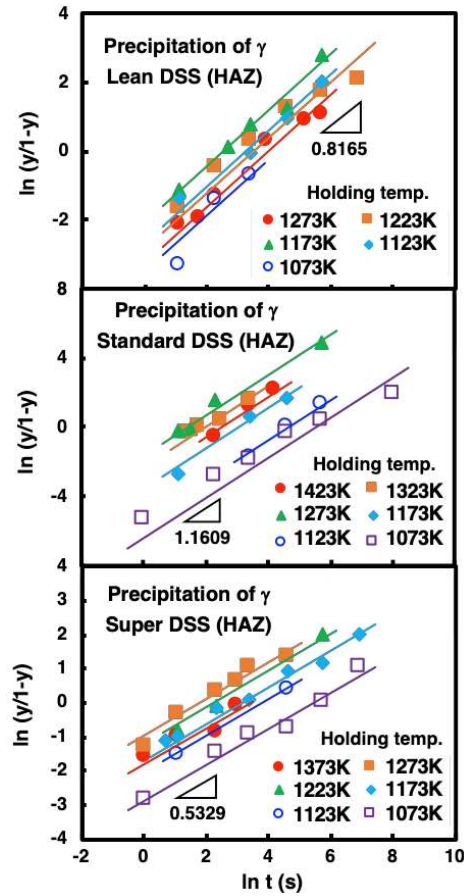 4
Precipitation of γ
Lean DSS (HAZ)
2
ln (y/1-y)
0
0.8165
-2
Holding temp.
1273K 1223K
1173K 1123K
1073K
-4
8
Precipitation of γ
Standard DSS (HAZ)
4
ln (y/1-y)
0
Holding temp.
-4
1423K 1323K
1273K 1173K
1.1609
1123K 1073K
-8
4
Precipitation of γ
3
Super DSS (HAZ)
2
1
ln (y/1-y)
0
-1
Holding temp.
-2
1373K 1273K
1223K 1173K
-3
0.5329
1123K 1073K
-4
-2 0 2 4 6 8 10
ln t (s)